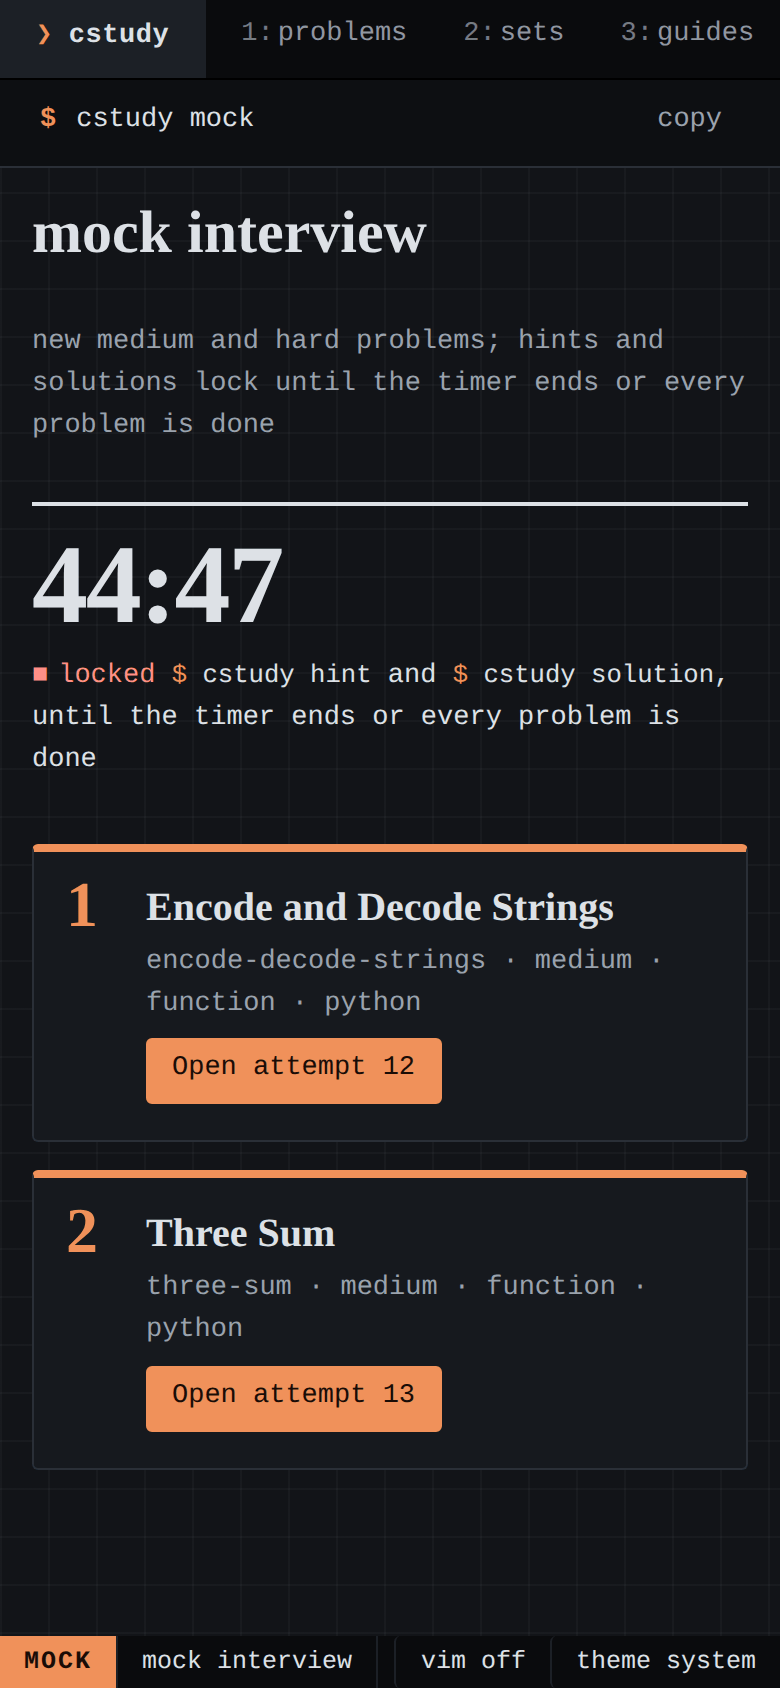 ❯ cstudy 1:problems 2:sets 3:guides
$ cstudy mock copy
mock interview
new medium and hard problems; hints and
solutions lock until the timer ends or every
problem is done
44:47
■ locked $ cstudy hint and $ cstudy solution,
until the timer ends or every problem is
done
1 Encode and Decode Strings
encode-decode-strings · medium ·
function · python
Open attempt 12
2 Three Sum
three-sum · medium · function ·
python
Open attempt 13
MOCK mock interview vim off theme system